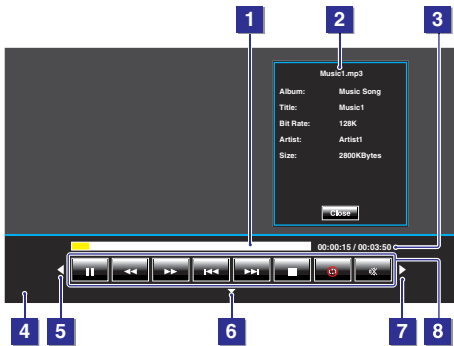 1 2 3
Music1.mp3
Album: Music Song
Title: Music1
Bit Rate: 128K
Artist: Artist1
Size: 2800KBytes
Close
00:00:15 / 00:03:50
4 5 6 7 8